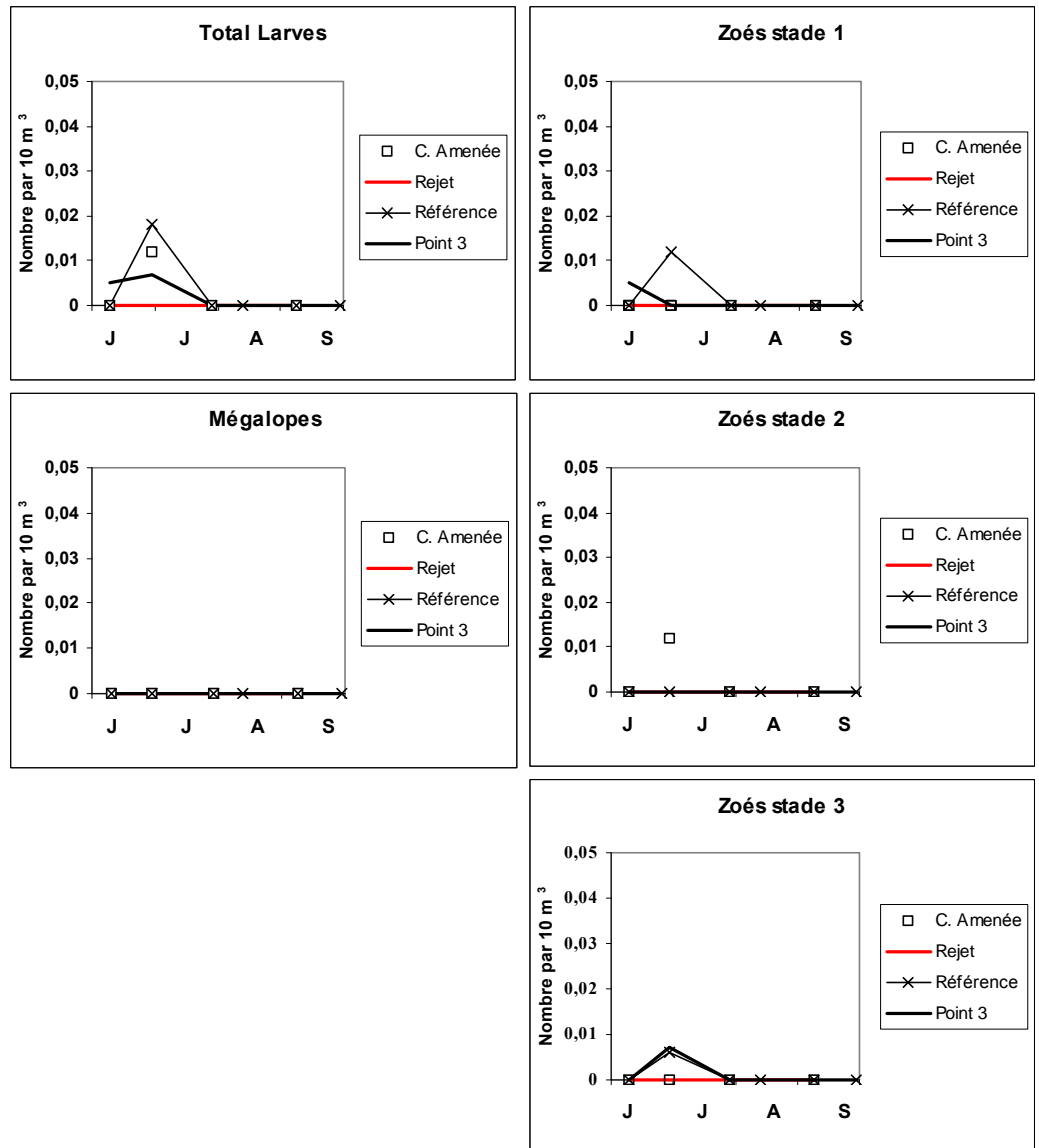 Total Larves
Nombre par 10 m 3
0,05
0,04
0,03
0,02
0,01
0
J J A S
C. Amenée
Rejet
Référence
Point 3
Zoés stade 1
Nombre par 10 m 3
0,05
0,04
0,03
0,02
0,01
0
J J A S
C. Amenée
Rejet
Référence
Point 3
Mégalopes
Nombre par 10 m 3
0,05
0,04
0,03
0,02
0,01
0
J J A S
C. Amenée
Rejet
Référence
Point 3
Zoés stade 2
Nombre par 10 m 3
0,05
0,04
0,03
0,02
0,01
0
J J A S
C. Amenée
Rejet
Référence
Point 3
Zoés stade 3
Nombre par 10 m 3
0,05
0,04
0,03
0,02
0,01
0
J J A S
C. Amenée
Rejet
Référence
Point 3